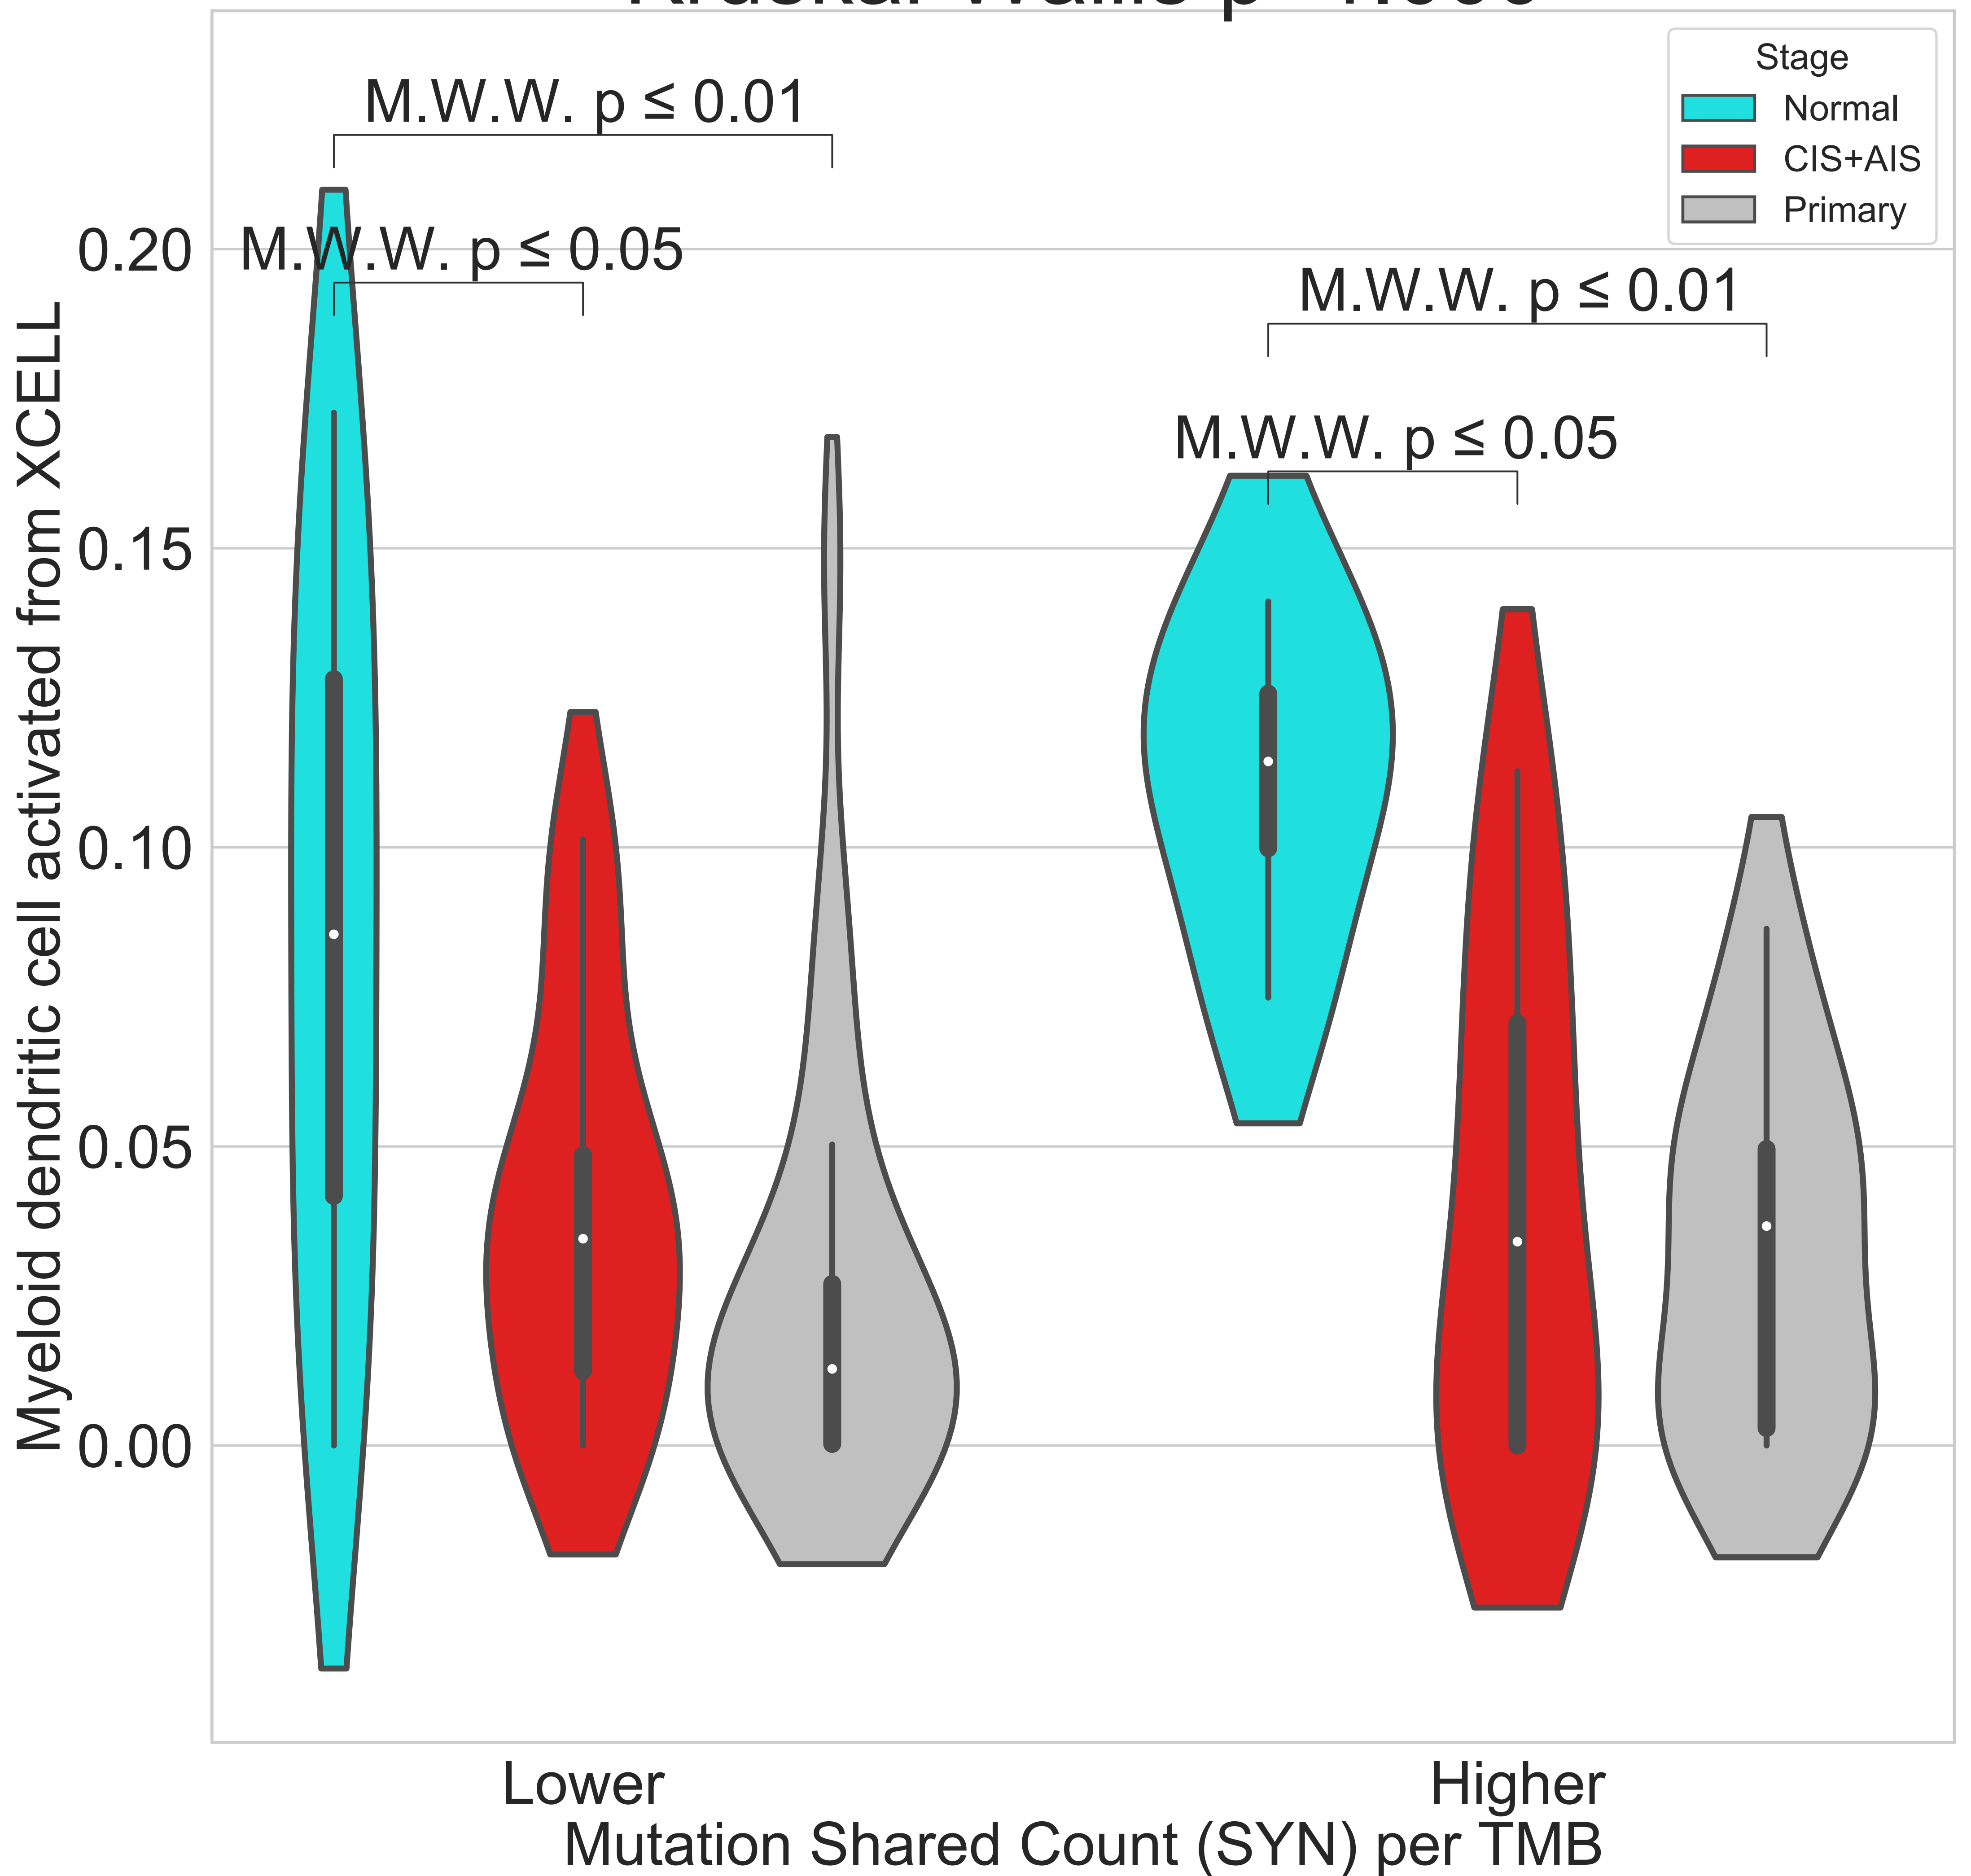 Stage
Normal
CIS+AIS
Primary
M.W.W. p ≤ 0.01
M.W.W. p ≤ 0.05
M.W.W. p ≤ 0.01
M.W.W. p ≤ 0.05
Myeloid dendritic cell activated from XCELL
0.20
0.15
0.10
0.05
0.00
Lower
Higher
Mutation Shared Count (SYN) per TMB